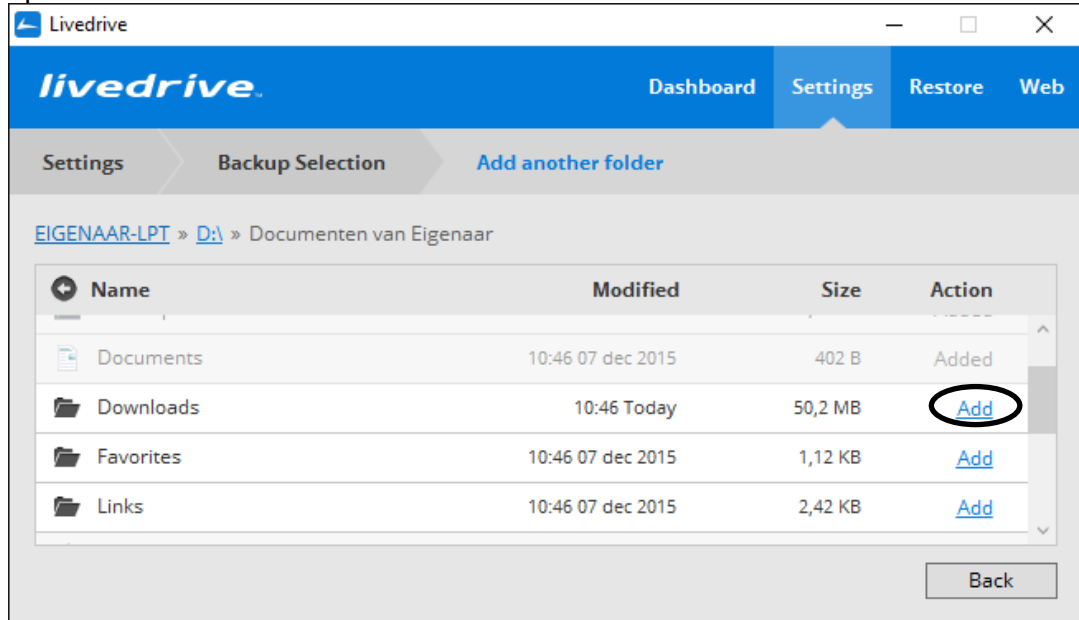 Livedrive
livedrive. Dashboard Settings Restore Web
Settings Backup Selection Add another folder
EIGENAAR-LPT » D:\ » Documenten van Eigenaar
Name Modified Size Action
Documents 10:46 07 dec 2015 402 B Added
Downloads 10:46 Today 50,2 MB Add
Favorites 10:46 07 dec 2015 1,12 KB Add
Links 10:46 07 dec 2015 2,42 KB Add
Back